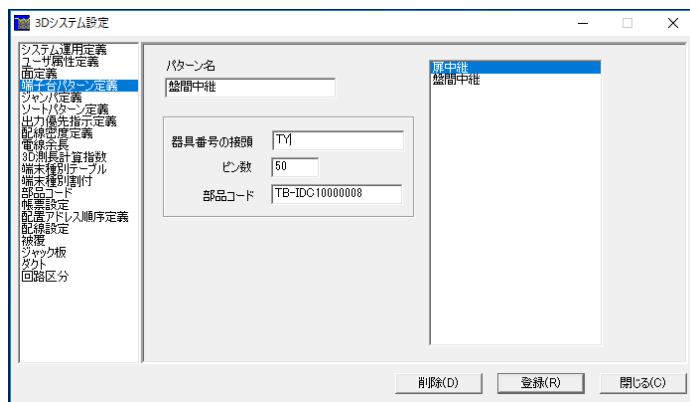 3Dシステム設定
システム運用定義
ユーザ属性定義
面定義
端子台パターン定義
ジャンパ定義
ソートパターン定義
出力優先指示定義
配線密度定義
電線余長
3D測長計算指数
端末種別テーブル
端末種別割付
部品コード
帳票設定
配置アドレス順序定義
配線設定
被覆
ジャック板
ダクト
回路区分
パターン名
盤間中継
器具番号の接頭
TY
ピン数
50
部品コード
TB-IDC10000008
扉中継
盤間中継
削除(D)
登録(R)
閉じる(C)